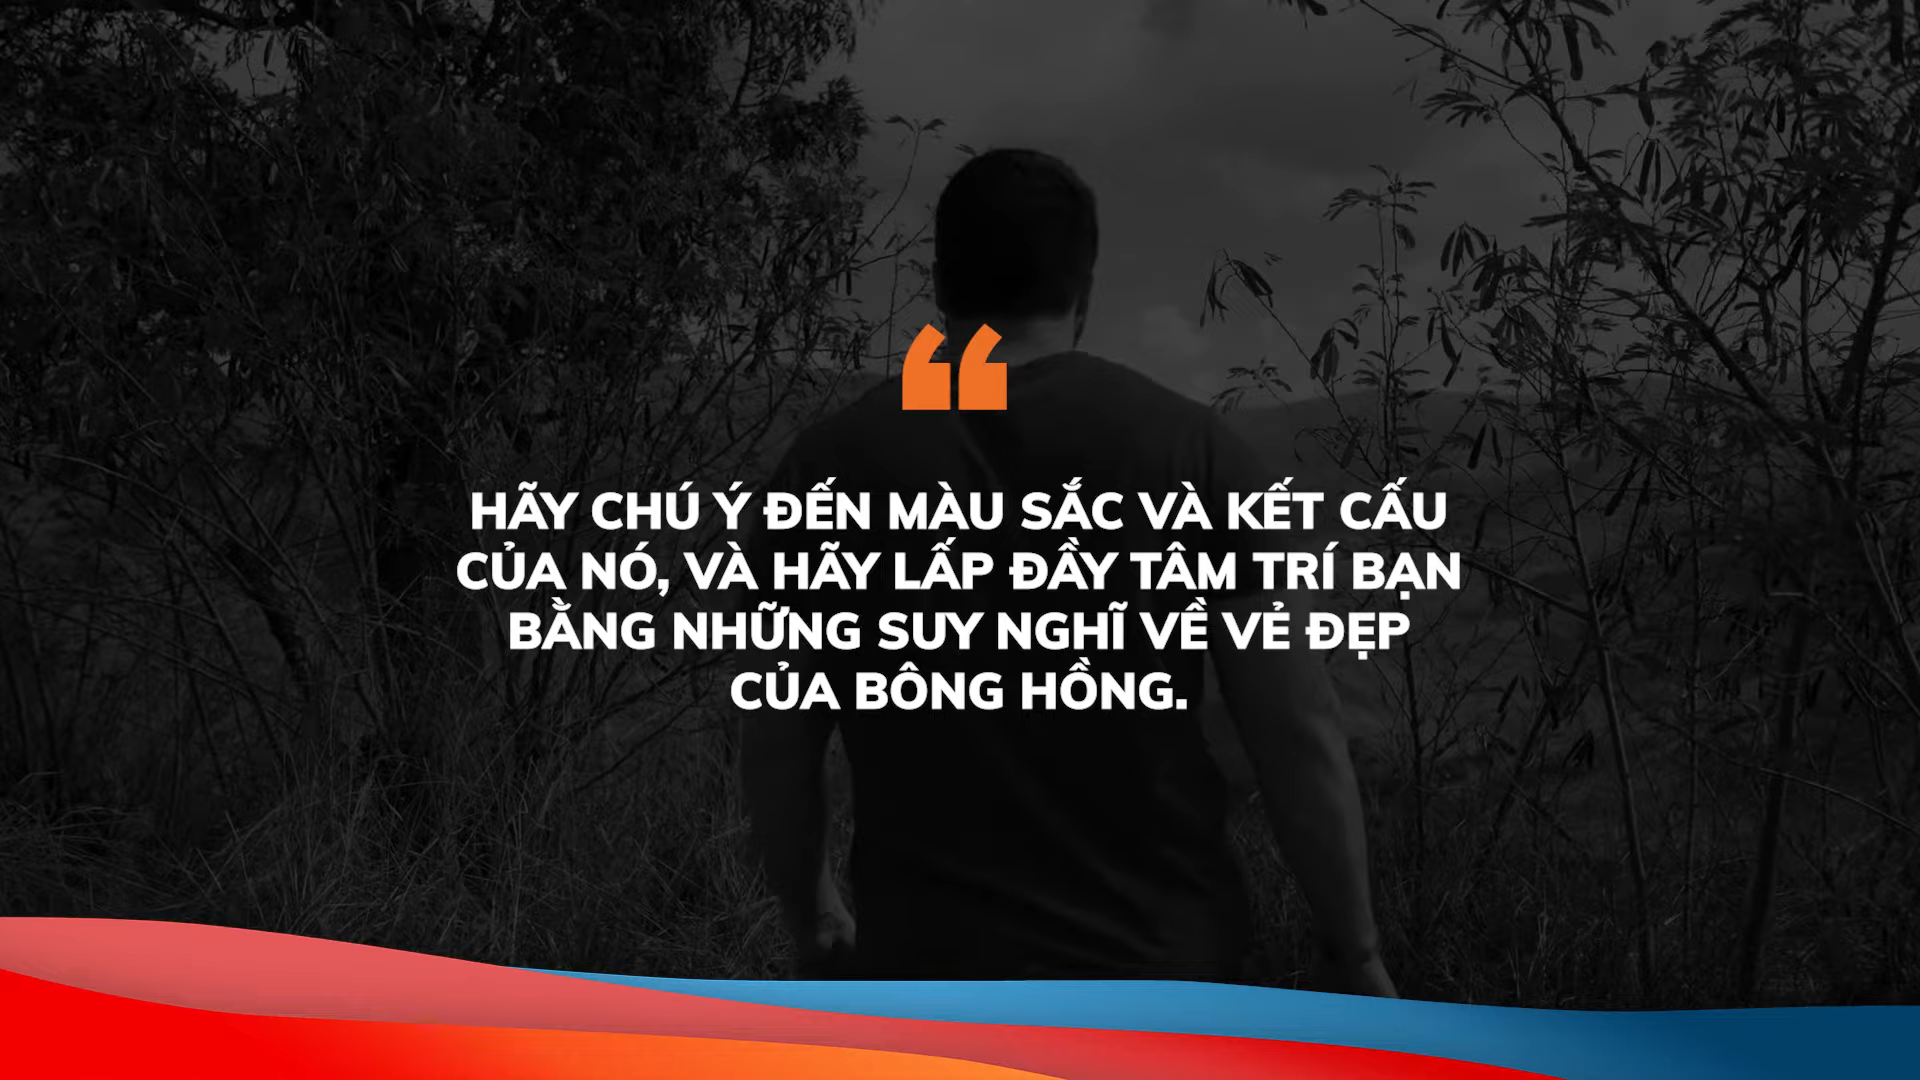 “
HÃY CHÚ Ý ĐẾN MÀU SẮC VÀ KẾT CẤU
CỦA NÓ, VÀ HÃY LẤP ĐẦY TÂM TRÍ BẠN
BẰNG NHỮNG SUY NGHĨ VỀ VẺ ĐẸP
CỦA BÔNG HỒNG.